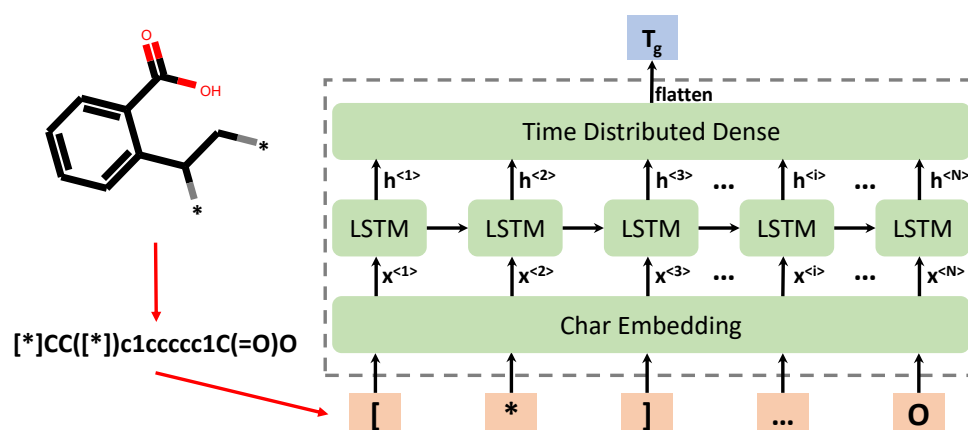 O
OH
*
*
[*]CC([*])c1ccccc1C(=O)O
T_g
flatten
Time Distributed Dense
h^<1> h^<2> h^<3> ... h^<i> ... h^<N>
LSTM LSTM LSTM LSTM LSTM
x^<1> x^<2> x^<3> ... x^<i> ... x^<N>
Char Embedding
[ * ] ... O